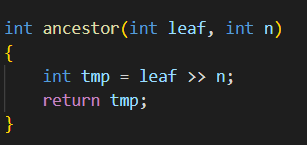 int ancestor(int leaf, int n)
{
    int tmp = leaf >> n;
    return tmp;
}